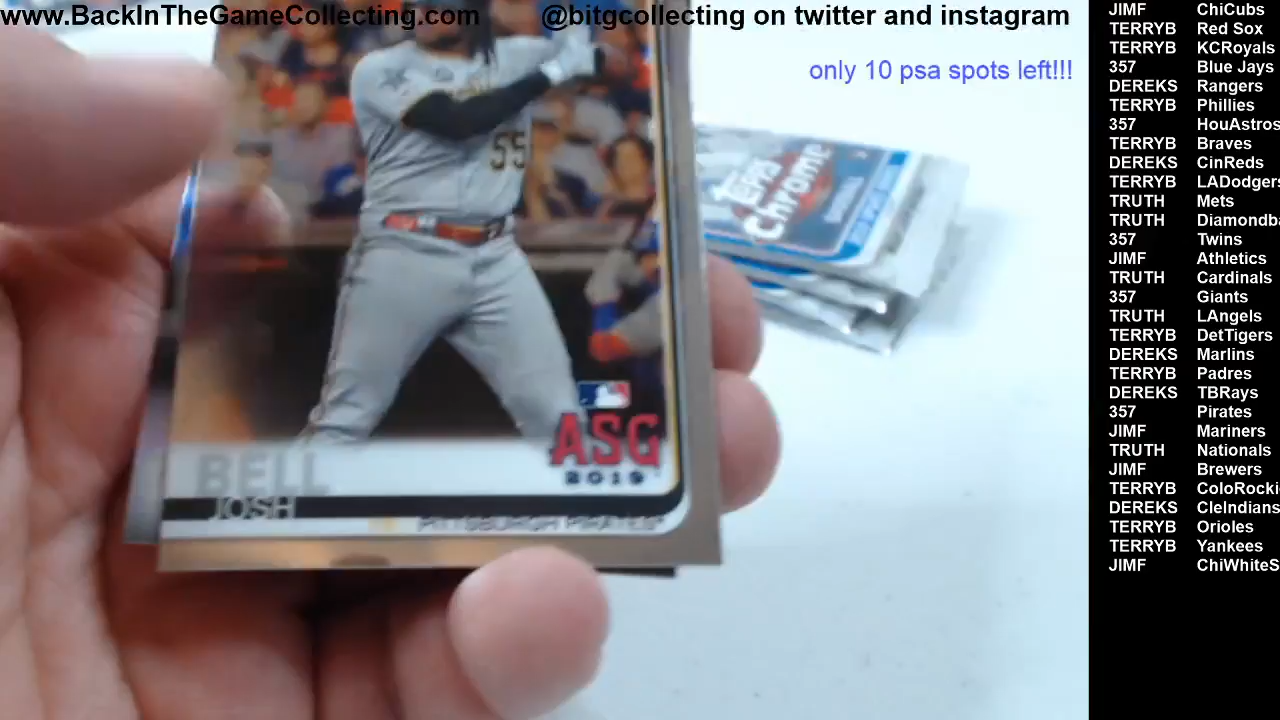 www.BackInTheGameCollecting.com
@bitgcollecting on twitter and instagram
only 10 psa spots left!!!
55
Topps
Chrome
ASG
2019
BELL
JOSH
PITTSBURGH PIRATES
JIMF ChiCubs
TERRYB Red Sox
TERRYB KCRoyals
357 Blue Jays
DEREKS Rangers
TERRYB Phillies
357 HouAstros
TERRYB Braves
DEREKS CinReds
TERRYB LADodgers
TRUTH Mets
TRUTH Diamondb
357 Twins
JIMF Athletics
TRUTH Cardinals
357 Giants
TRUTH LAngels
TERRYB DetTigers
DEREKS Marlins
TERRYB Padres
DEREKS TBRays
357 Pirates
JIMF Mariners
TRUTH Nationals
JIMF Brewers
TERRYB ColoRocki
DEREKS CleIndians
TERRYB Orioles
TERRYB Yankees
JIMF ChiWhiteS